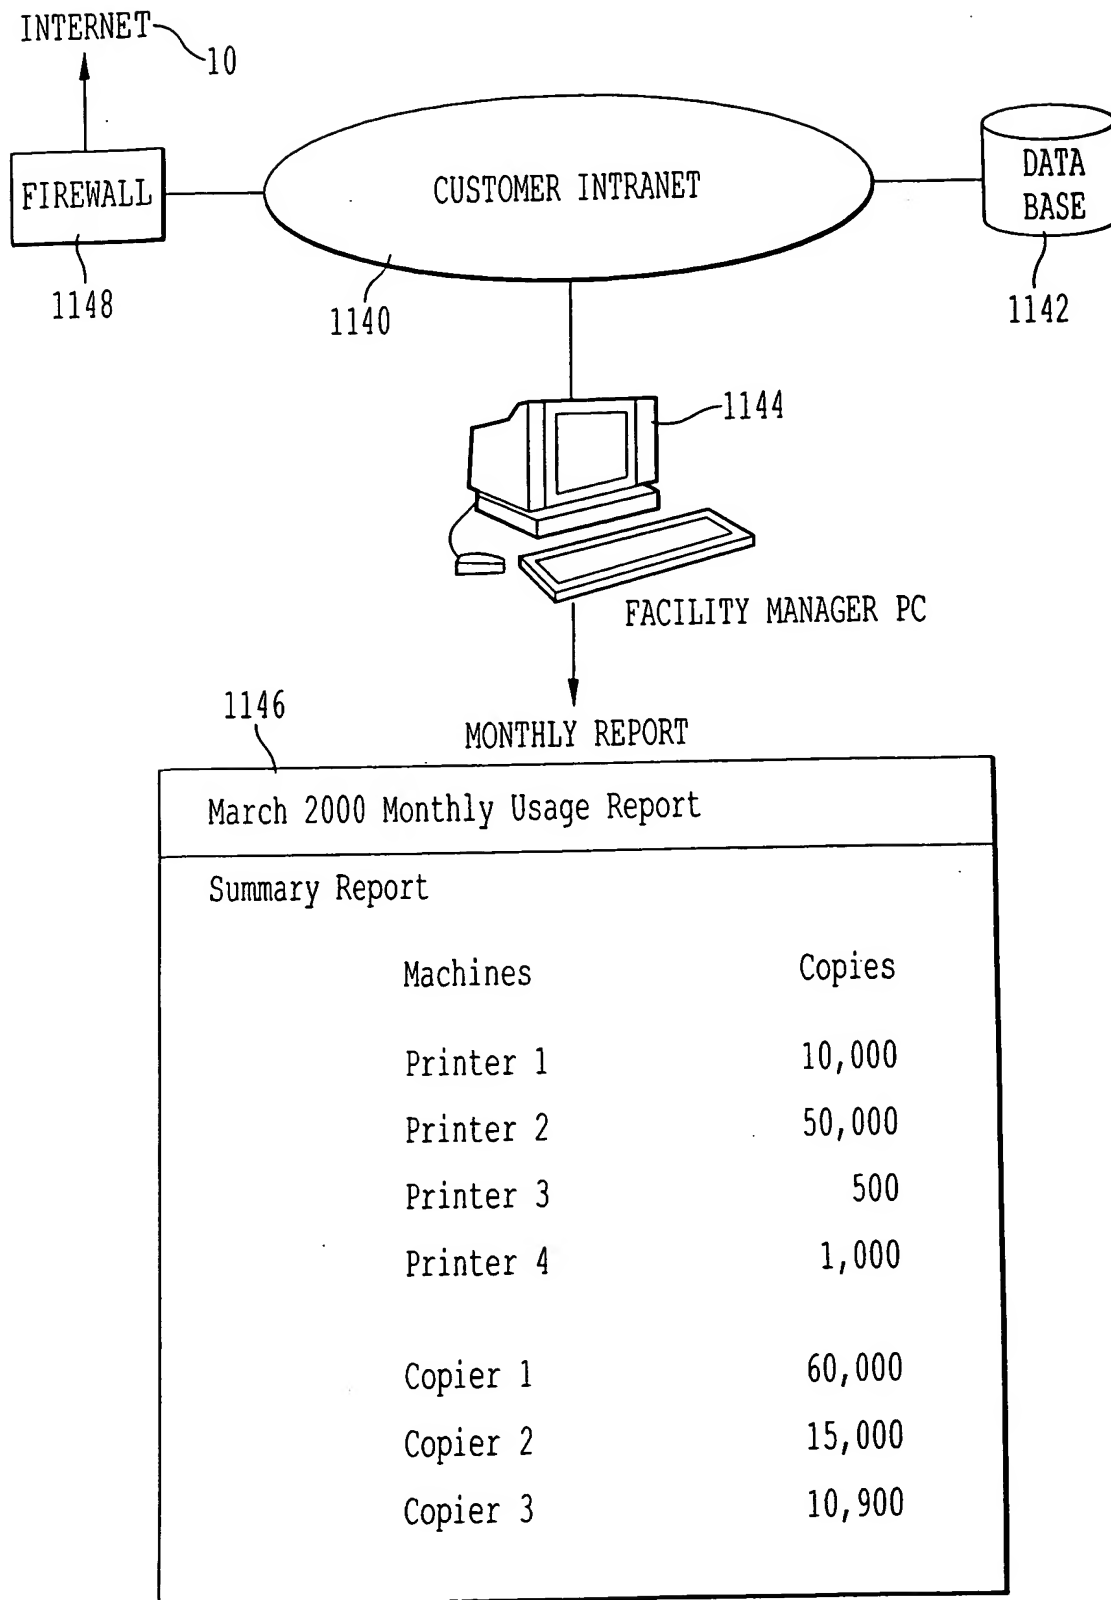 INTERNET
10
FIREWALL
1148
CUSTOMER INTRANET
1140
DATA
BASE
1142
1144
FACILITY MANAGER PC
1146
MONTHLY REPORT
March 2000 Monthly Usage Report
Summary Report
Machines Copies
Printer 1 10,000
Printer 2 50,000
Printer 3 500
Printer 4 1,000
Copier 1 60,000
Copier 2 15,000
Copier 3 10,900